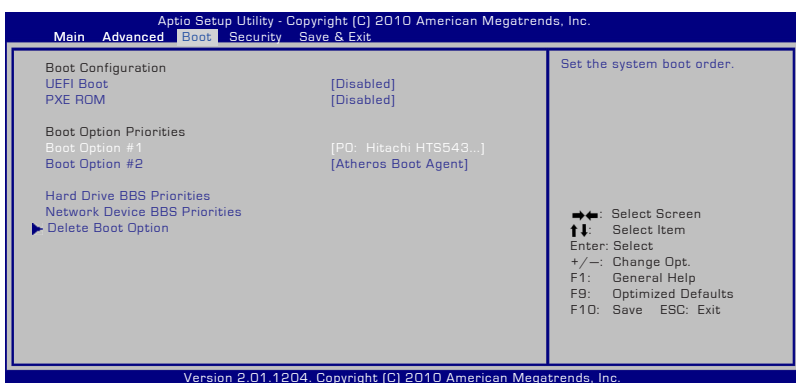 Aptio Setup Utility - Copyright (C) 2010 American Megatrends, Inc.
Main Advanced Boot Security Save & Exit
Boot Configuration
UEFI Boot [Disabled]
PXE ROM [Disabled]
Boot Option Priorities
Boot Option #1 [P0: Hitachi HTS543...]
Boot Option #2 [Atheros Boot Agent]
Hard Drive BBS Priorities
Network Device BBS Priorities
Delete Boot Option
Set the system boot order.
→←: Select Screen
↑↓: Select Item
Enter: Select
+/—: Change Opt.
F1: General Help
F9: Optimized Defaults
F10: Save ESC: Exit
Version 2.01.1204. Copyright (C) 2010 American Megatrends, Inc.